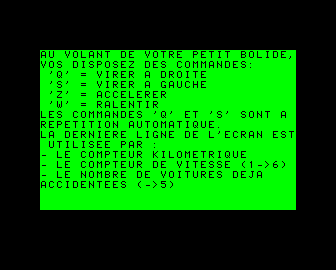 AU VOLANT DE VOTRE PETIT BOLIDE,
VOS DISPOSEZ DES COMMANDES:
'Q' = VIRER A DROITE
'S' = VIRER A GAUCHE
'Z' = ACCELERER
'W' = RALENTIR
LES COMMANDES 'Q' ET 'S' SONT A
REPETITION AUTOMATIQUE.
LA DERNIERE LIGNE DE L'ECRAN EST
UTILISEE PAR :
- LE COMPTEUR KILOMETRIQUE
- LE COMPTEUR DE VITESSE (1->6)
- LE NOMBRE DE VOITURES DEJA
ACCIDENTEES (->5)